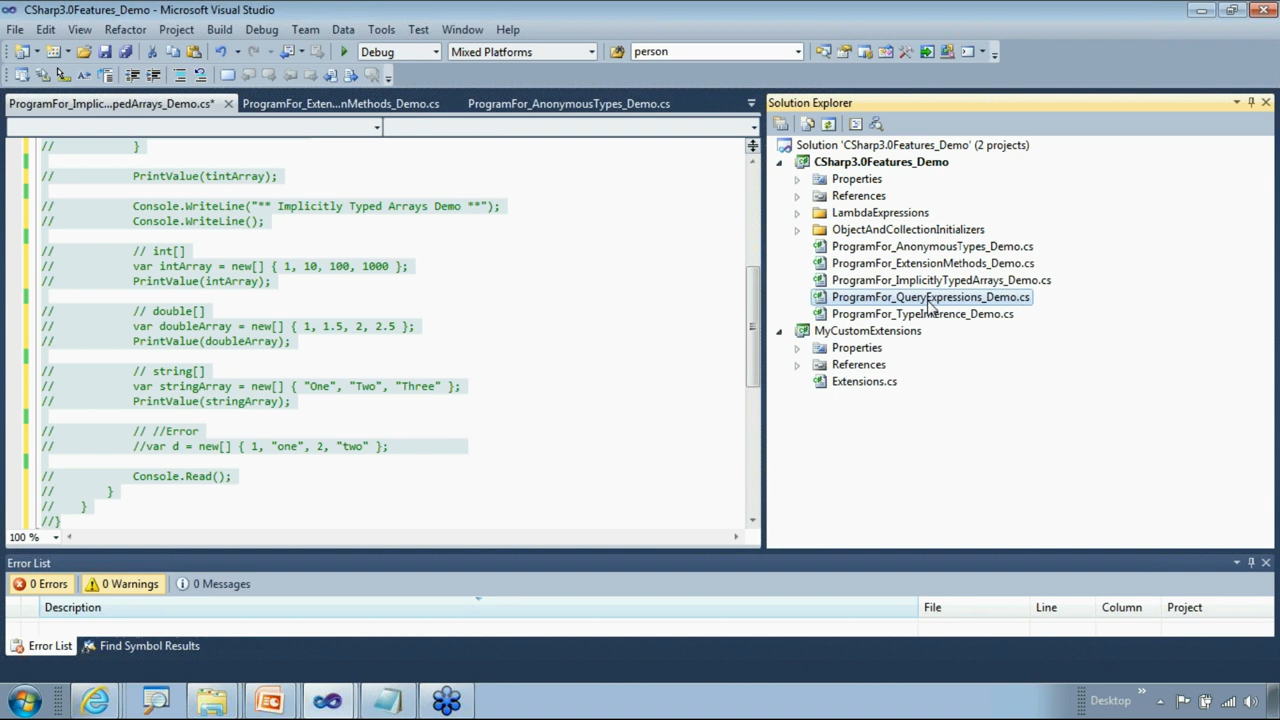 CSharp3.0Features_Demo - Microsoft Visual Studio
File Edit View Refactor Project Build Debug Team Data Tools Test Window Help
Debug Mixed Platforms person
ProgramFor_Implic...pedArrays_Demo.cs* ProgramFor_Exten...nMethods_Demo.cs ProgramFor_AnonymousTypes_Demo.cs
// }
// PrintValue(tintArray);
// Console.WriteLine("** Implicitly Typed Arrays Demo **");
// Console.WriteLine();
// // int[]
// var intArray = new[] { 1, 10, 100, 1000 };
// PrintValue(intArray);
// // double[]
// var doubleArray = new[] { 1, 1.5, 2, 2.5 };
// PrintValue(doubleArray);
// // string[]
// var stringArray = new[] { "One", "Two", "Three" };
// PrintValue(stringArray);
// // //Error
// //var d = new[] { 1, "one", 2, "two" };
// Console.Read();
// }
// }
//}
100 %
Solution Explorer
Solution 'CSharp3.0Features_Demo' (2 projects)
CSharp3.0Features_Demo
Properties
References
LambdaExpressions
ObjectAndCollectionInitializers
ProgramFor_AnonymousTypes_Demo.cs
ProgramFor_ExtensionMethods_Demo.cs
ProgramFor_ImplicitlyTypedArrays_Demo.cs
ProgramFor_QueryExpressions_Demo.cs
ProgramFor_TypeInference_Demo.cs
MyCustomExtensions
Properties
References
Extensions.cs
Error List
0 Errors 0 Warnings 0 Messages
Description File Line Column Project
Error List Find Symbol Results
Desktop